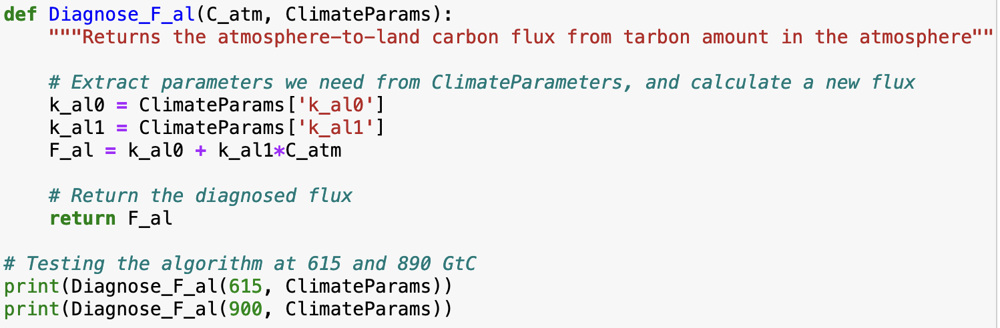 def Diagnose_F_al(C_atm, ClimateParams):
    """Returns the atmosphere-to-land carbon flux from tarbon amount in the atmosphere""
    # Extract parameters we need from ClimateParameters, and calculate a new flux
    k_al0 = ClimateParams['k_al0']
    k_al1 = ClimateParams['k_al1']
    F_al = k_al0 + k_al1*C_atm
    # Return the diagnosed flux
    return F_al
# Testing the algorithm at 615 and 890 GtC
print(Diagnose_F_al(615, ClimateParams))
print(Diagnose_F_al(900, ClimateParams))